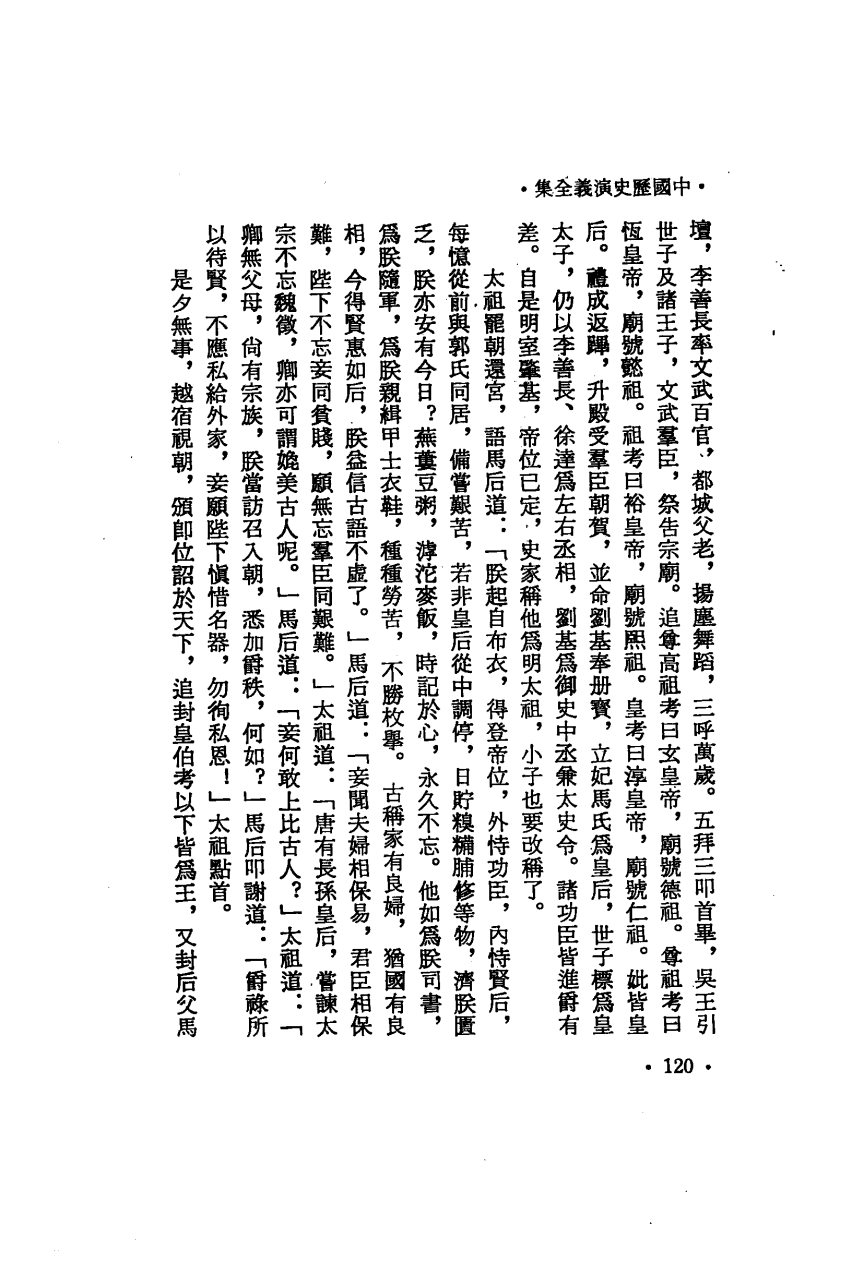 •中國歷史演義全集•
壇，李善長率文武百官、都城父老，揚塵舞蹈，三呼萬歲。五拜三叩首畢，吳王引
世子及諸王子，文武羣臣，祭告宗廟。追尊高祖考曰玄皇帝，廟號德祖。尊祖考曰
恆皇帝，廟號懿祖。祖考曰裕皇帝，廟號熙祖。皇考曰淳皇帝，廟號仁祖。妣皆皇
后。禮成返蹕，升殿受羣臣朝賀，並命劉基奉册寶，立妃馬氏爲皇后，世子標爲皇
太子，仍以李善長、徐達爲左右丞相，劉基爲御史中丞兼太史令。諸功臣皆進爵有
差。自是明室肇基，帝位已定，史家稱他爲明太祖，小子也要改稱了。
太祖罷朝還宮，語馬后道：「朕起自布衣，得登帝位，外恃功臣，內恃賢后，
每憶從前與郭氏同居，備嘗艱苦，若非皇后從中調停，日貯糗糒脯修等物，濟朕匱
乏，朕亦安有今日？蕪蔞豆粥，滹沱麥飯，時記於心，永久不忘。他如爲朕司書，
爲朕隨軍，爲朕親緝甲士衣鞋，種種勞苦，不勝枚舉。古稱家有良婦，猶國有良
相，今得賢惠如后，朕益信古語不虛了。」馬后道：「妾聞夫婦相保易，君臣相保
難，陛下不忘妾同貧賤，願無忘羣臣同艱難。」太祖道：「唐有長孫皇后，嘗諫太
宗不忘魏徵，卿亦可謂媲美古人呢。」馬后道：「妾何敢上比古人？」太祖道：「
卿無父母，尙有宗族，朕當訪召入朝，悉加爵秩，何如？」馬后叩謝道：「爵祿所
以待賢，不應私給外家，妾願陛下愼惜名器，勿徇私恩！」太祖點首。
是夕無事，越宿視朝，頒卽位詔於天下，追封皇伯考以下皆爲王，又封后父馬
•120•